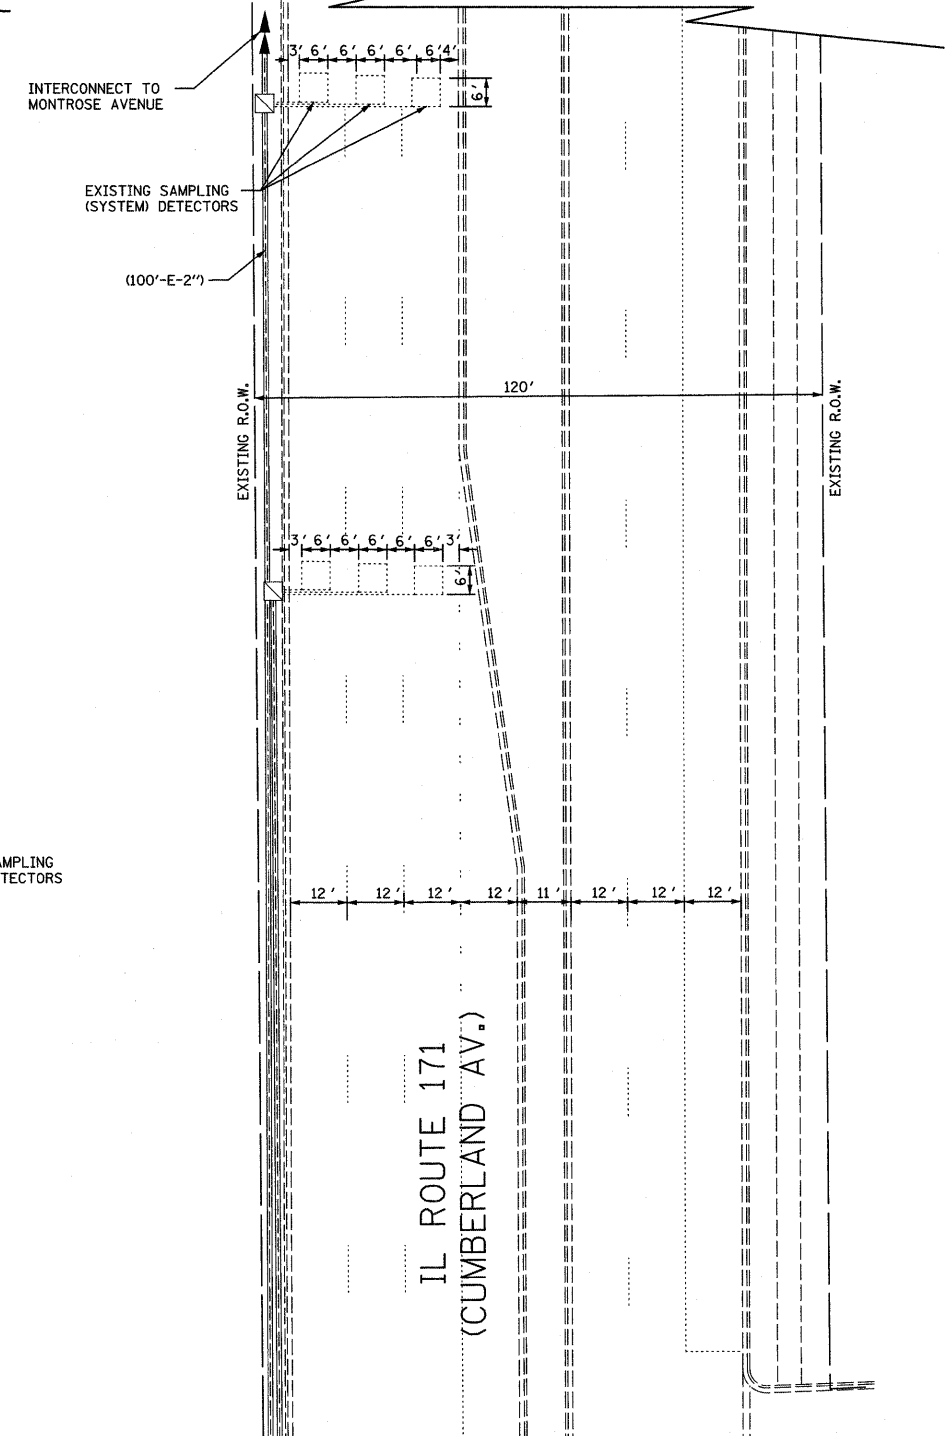 3' 6' 6' 6' 6' 6' 4'
6'
INTERCONNECT TO
MONTROSE AVENUE
EXISTING SAMPLING
(SYSTEM) DETECTORS
(100'-E-2")
120'
EXISTING R.O.W.
EXISTING R.O.W.
3' 6' 6' 6' 6' 6' 3'
6'
AMPLING
TECTORS
12' 12' 12' 12' 11' 12' 12' 12'
IL ROUTE 171
(CUMBERLAND AV.)